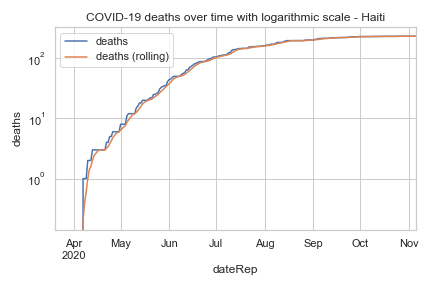 COVID-19 deaths over time with logarithmic scale - Haiti
deaths
deaths (rolling)
10²
10¹
10⁰
deaths
Apr May Jun Jul Aug Sep Oct Nov
2020
dateRep